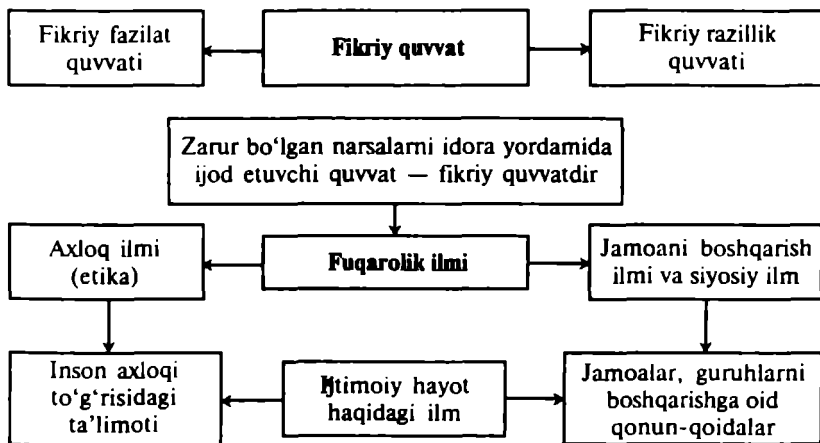 Fikriy fazilat
quvvati
Fikriy quvvat
Fikriy razillik
quvvati
Zarur bo‘lgan narsalarni idora yordamida
ijod etuvchi quvvat — fikriy quvvatdir
Axloq ilmi
(etika)
Fuqarolik ilmi
Jamoani boshqarish
ilmi va siyosiy ilm
Inson axloqi
to‘g‘risidagi
ta’limoti
Ijtimoiy hayot
haqidagi ilm
Jamoalar, guruhlarni
boshqarishga oid
qonun-qoidalar